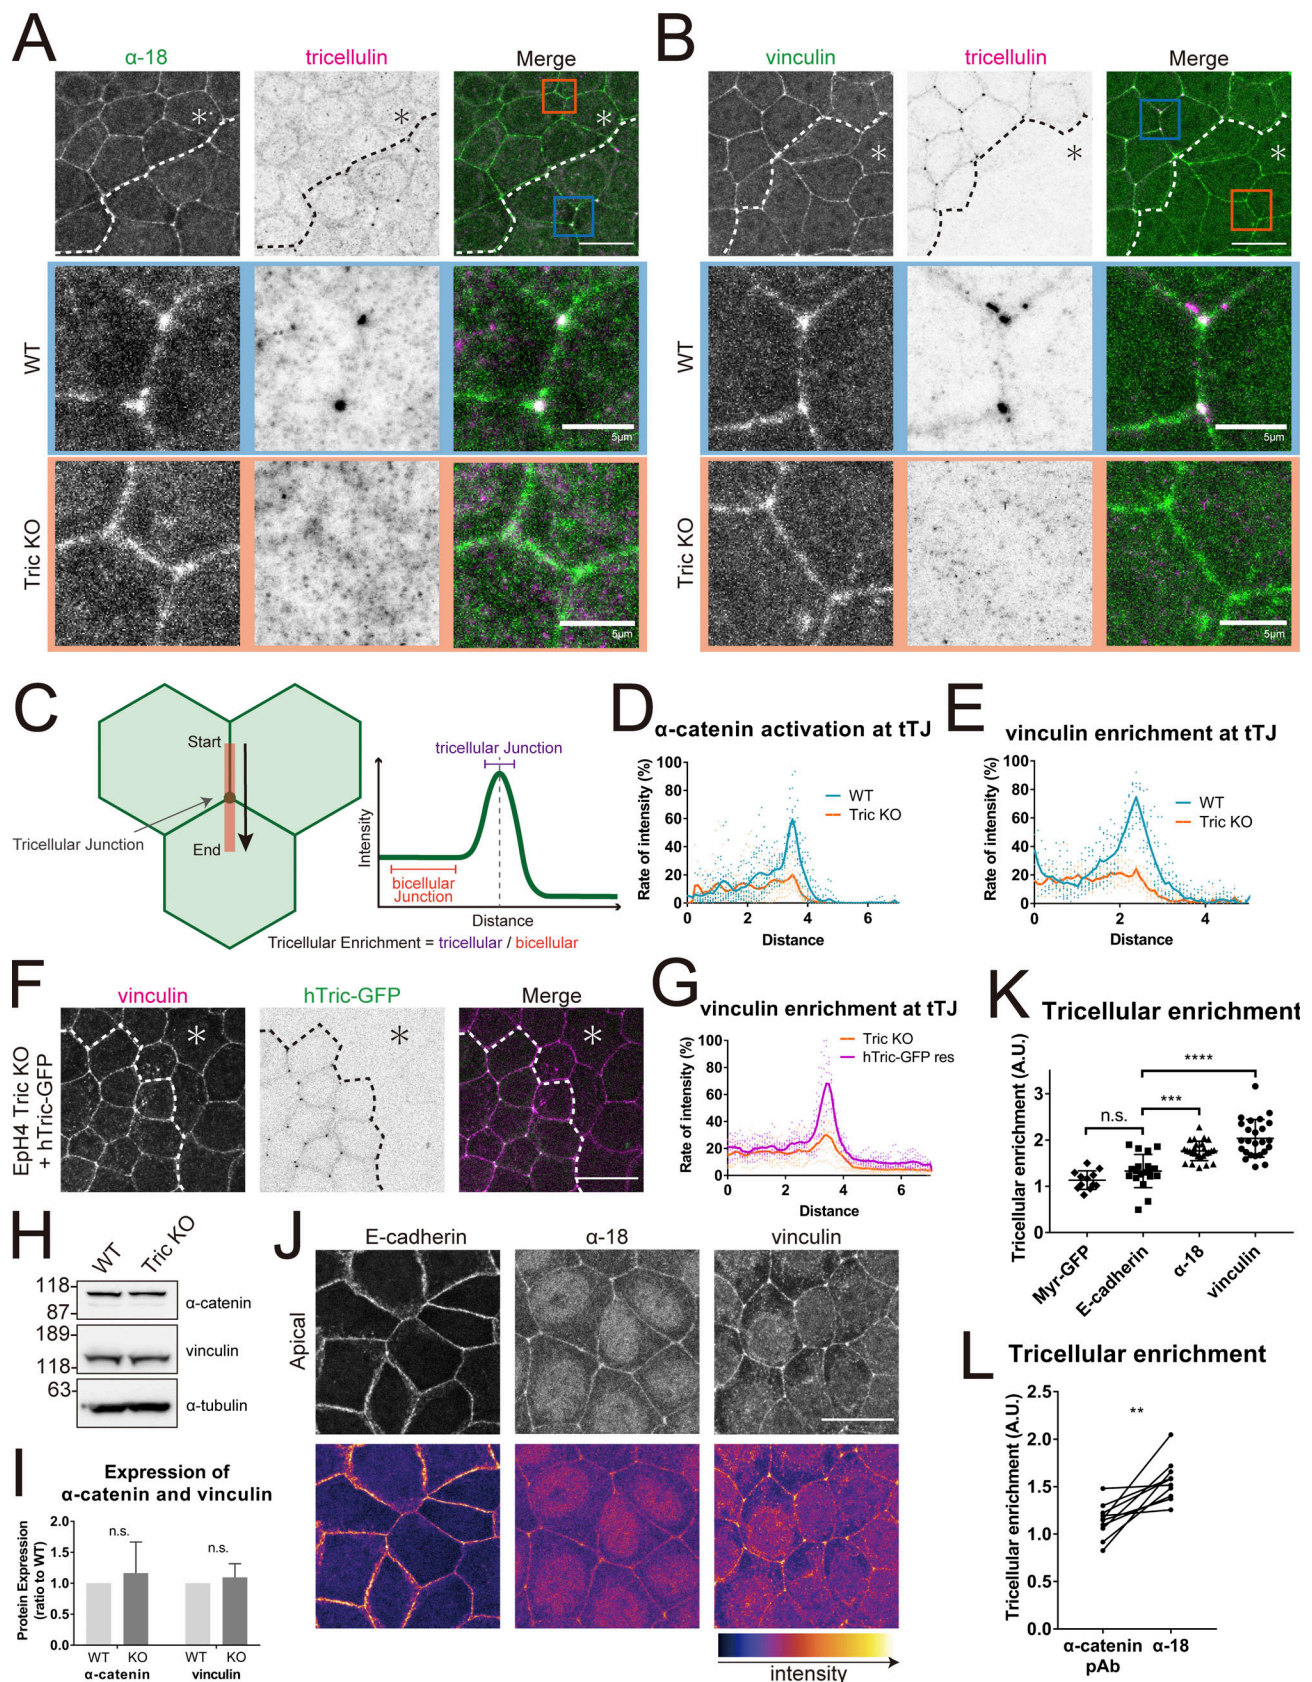 A
α-18
tricellulin
Merge
*
*
*
WT
5μm
Tric KO
5μm
B
vinculin
tricellulin
Merge
*
*
*
WT
5μm
Tric KO
5μm
C
Start
Tricellular Junction
End
tricellular Junction
Intensity
bicellular
Junction
Distance
Tricellular Enrichment = tricellular / bicellular
D
α-catenin activation at tTJ
Rate of intensity (%)
100
80
60
40
20
0
WT
Tric KO
0
2
4
6
Distance
E
vinculin enrichment at tTJ
Rate of intensity (%)
100
80
60
40
20
0
WT
Tric KO
0
2
4
Distance
F
vinculin
hTric-GFP
Merge
EpH4 Tric KO
+ hTric-GFP
*
*
*
G
vinculin enrichment at tTJ
Rate of intensity (%)
100
80
60
40
20
0
Tric KO
hTric-GFP res
0
2
4
6
Distance
H
WT
Tric KO
118
87
α-catenin
189
118
vinculin
63
α-tubulin
I
Expression of
α-catenin and vinculin
Protein Expression
(ratio to WT)
2.0
1.5
1.0
0.5
0.0
n.s.
n.s.
WT
KO
WT
KO
α-catenin
vinculin
J
E-cadherin
α-18
vinculin
Apical
intensity
K
Tricellular enrichment
Tricellular enrichment (A.U.)
3
2
1
0
n.s.
***
****
Myr-GFP
E-cadherin
α-18
vinculin
L
Tricellular enrichment
Tricellular enrichment (A.U.)
2.5
2.0
1.5
1.0
0.5
0.0
**
α-catenin
pAb
α-18